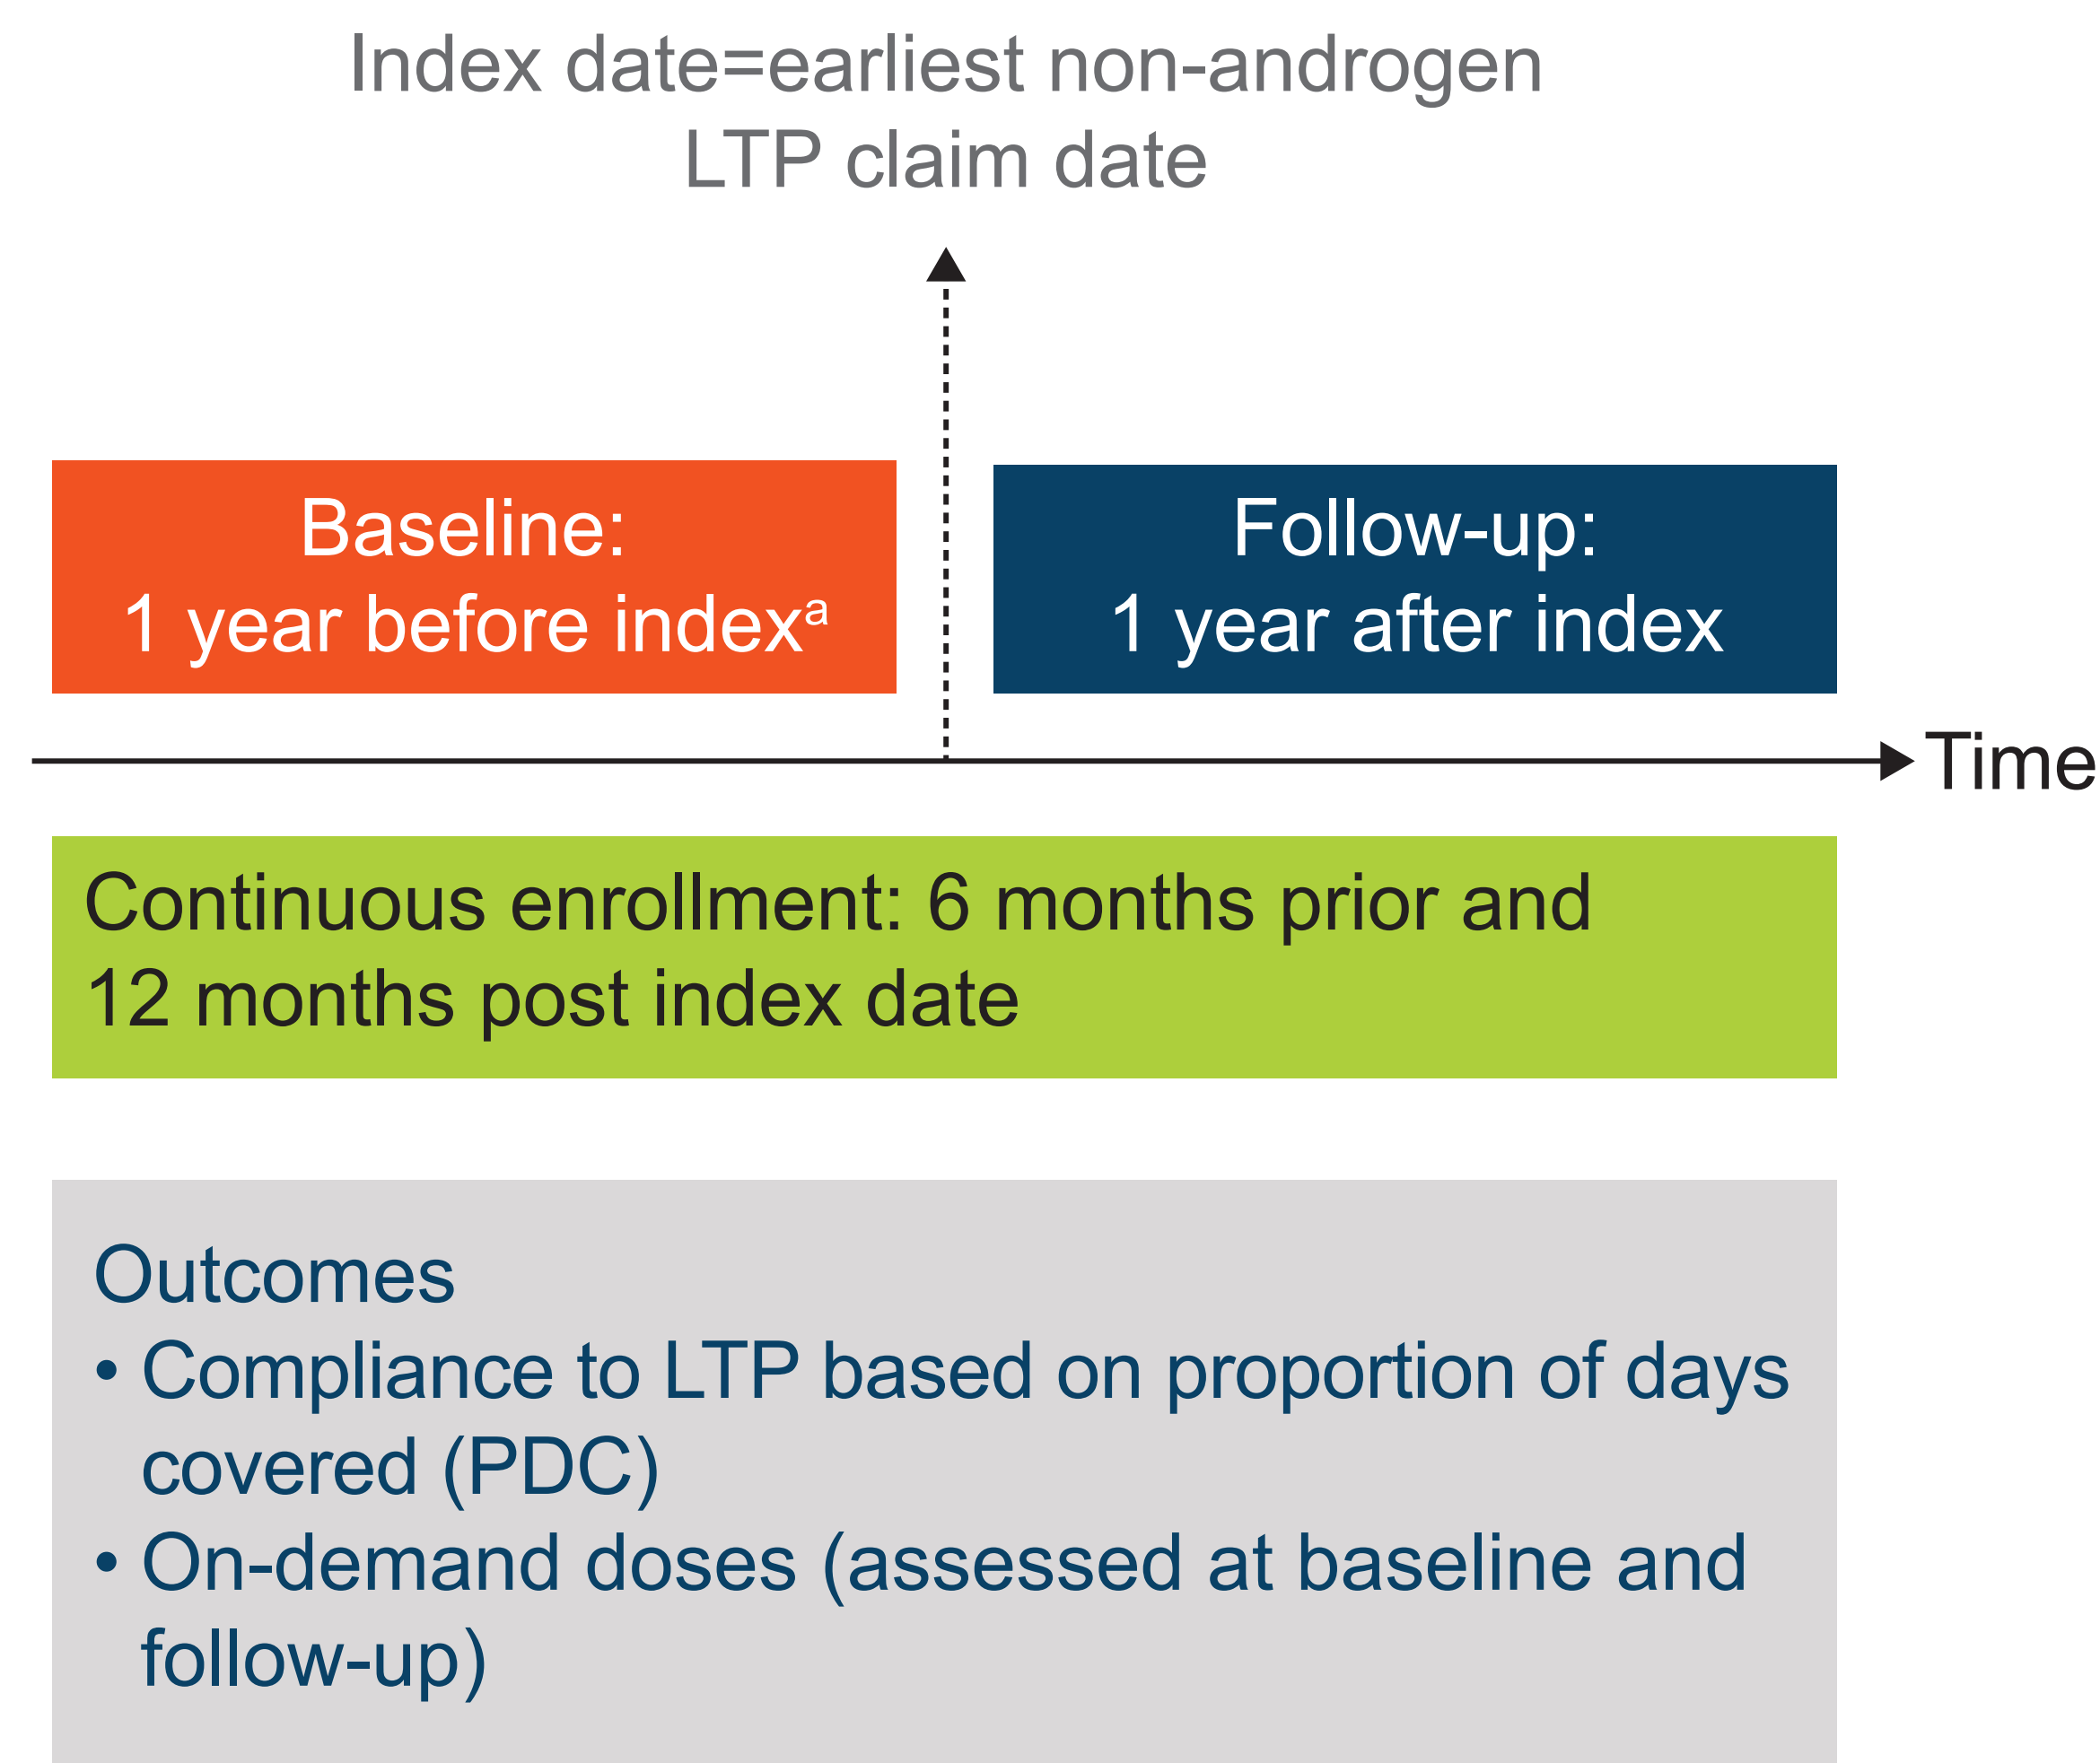 Index date=earliest non-androgen
LTP claim date
Baseline:
1 year before indexᵃ
Follow-up:
1 year after index
Time
Continuous enrollment: 6 months prior and
12 months post index date
Outcomes
• Compliance to LTP based on proportion of days
covered (PDC)
• On-demand doses (assessed at baseline and
follow-up)